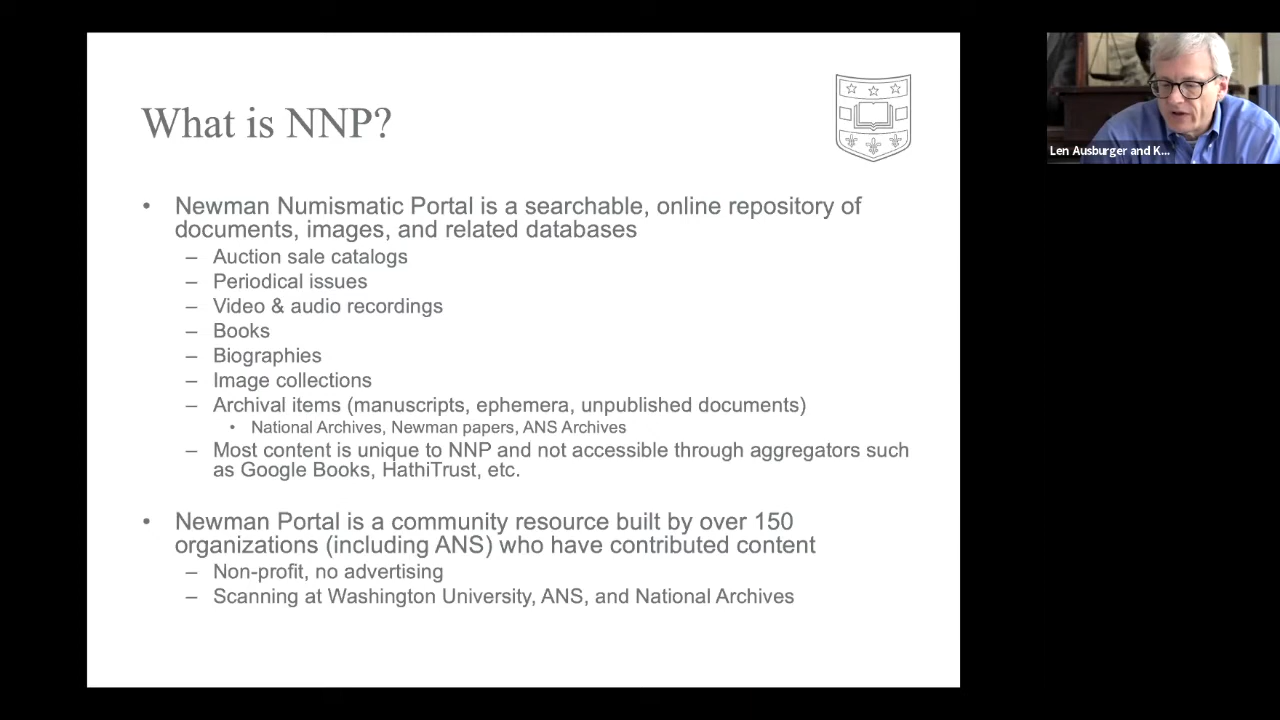 What is NNP?
• Newman Numismatic Portal is a searchable, online repository of
documents, images, and related databases
– Auction sale catalogs
– Periodical issues
– Video & audio recordings
– Books
– Biographies
– Image collections
– Archival items (manuscripts, ephemera, unpublished documents)
• National Archives, Newman papers, ANS Archives
– Most content is unique to NNP and not accessible through aggregators such
as Google Books, HathiTrust, etc.
• Newman Portal is a community resource built by over 150
organizations (including ANS) who have contributed content
– Non-profit, no advertising
– Scanning at Washington University, ANS, and National Archives
Len Ausburger and K...